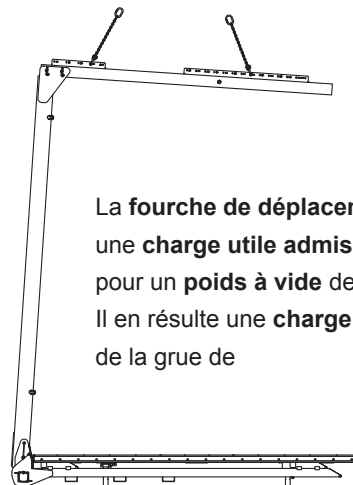 La fourche de déplacem
une charge utile admis
pour un poids à vide de
Il en résulte une charge
de la grue de